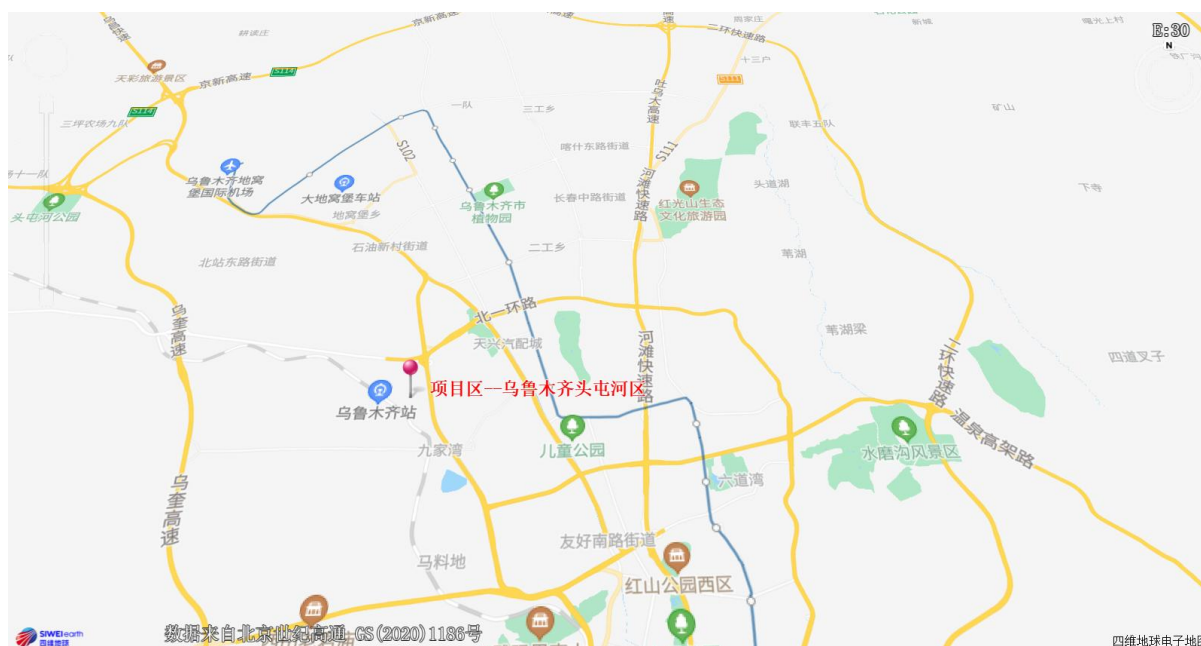 京新高速
二环快速路
新城
曙光上村
E:30
N
天彩旅游景区
京新高速
十三户
吐乌大高速
三坪农场九队
一队
三工乡
矿山
联丰五队
S102
喀什东路街道
S111
乌鲁木齐地窝
堡国际机场
大地窝堡车站
地窝堡乡
乌鲁木齐市
植物园
长春中路街道
河滩快速路
红光山生态
文化旅游园
头道湖
下寺
头屯河公园
石油新村街道
二工乡
苇湖
北站东路街道
乌奎高速
北一环路
天兴汽配城
河滩快速路
苇湖梁
二环快速路
四道叉子
项目区--乌鲁木齐头屯河区
乌鲁木齐站
九家湾
儿童公园
水磨沟风景区
温泉高架路
六道湾
乌奎高速
友好南路街道
马料地
红山公园西区
SIWEI earth
四维地球
数据来自北京世纪高通 GS(2020)1186号
四维地球电子地图